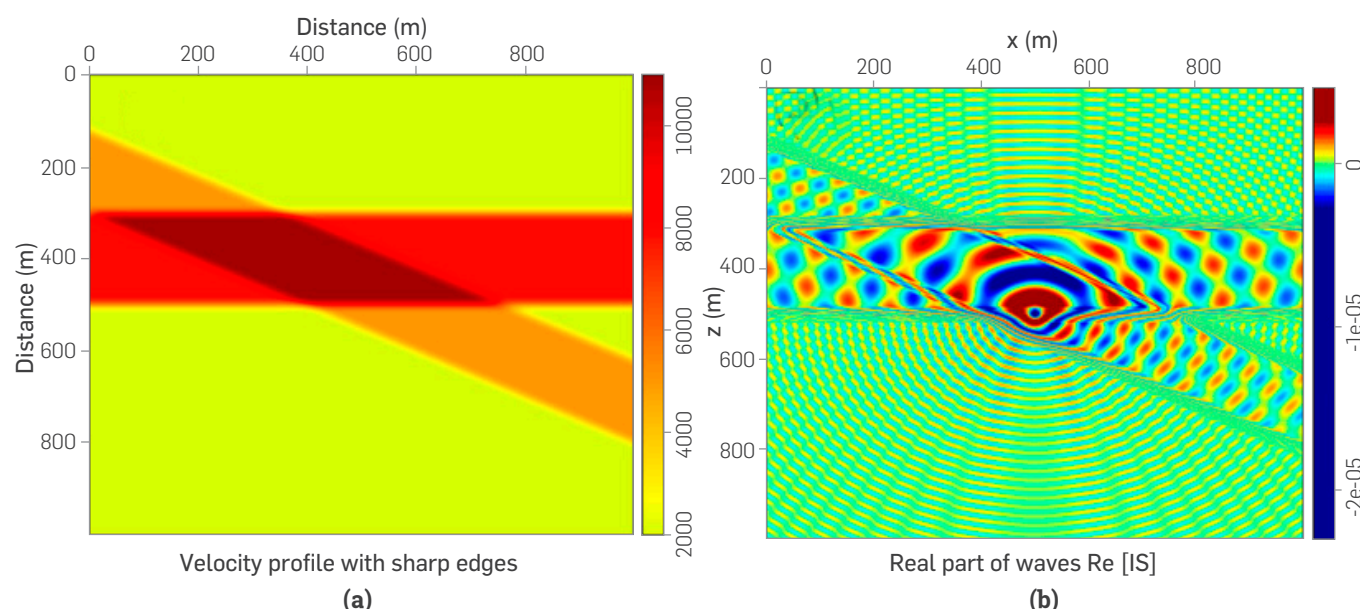 Distance (m)
0 200 400 600 800
0
200
400
600
800
Distance (m)
10000
8000
6000
4000
2000
Velocity profile with sharp edges
(a)
x (m)
0 200 400 600 800
200
400
600
800
z (m)
0
-1e-05
-2e-05
Real part of waves Re [IS]
(b)